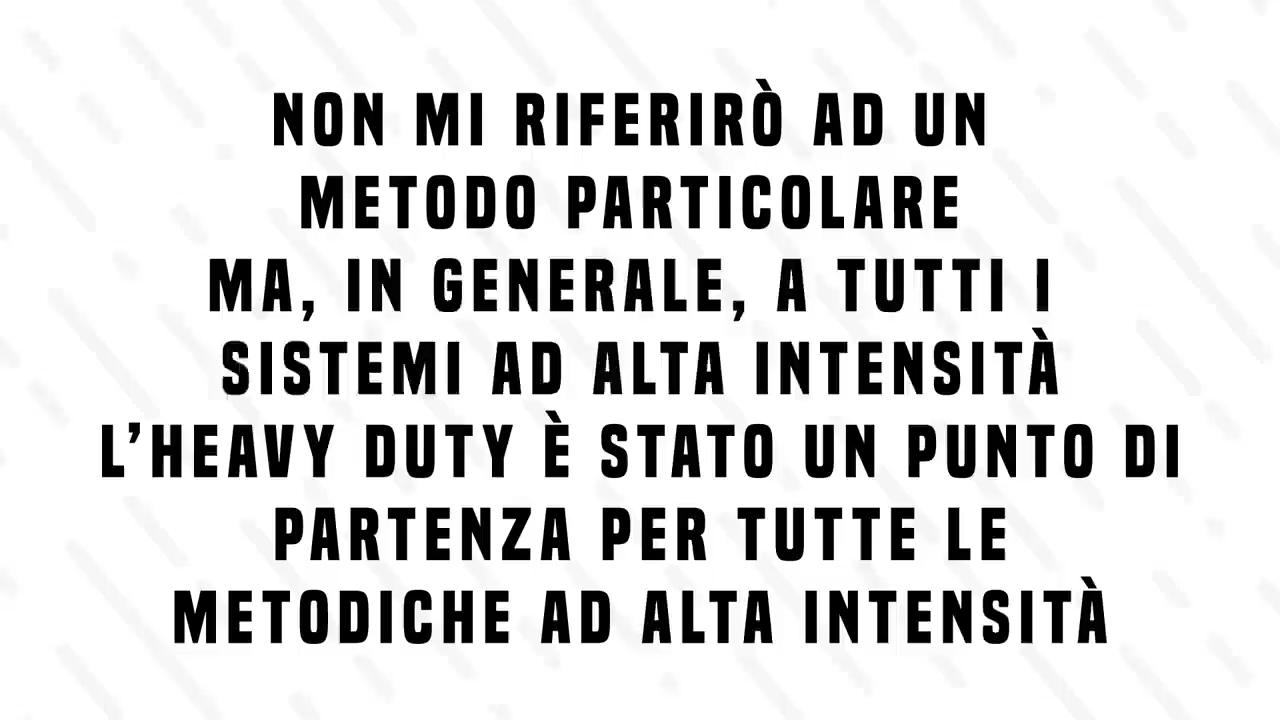 NON MI RIFERIRÒ AD UN
METODO PARTICOLARE
MA, IN GENERALE, A TUTTI I
SISTEMI AD ALTA INTENSITÀ
L’HEAVY DUTY È STATO UN PUNTO DI
PARTENZA PER TUTTE LE
METODICHE AD ALTA INTENSITÀ